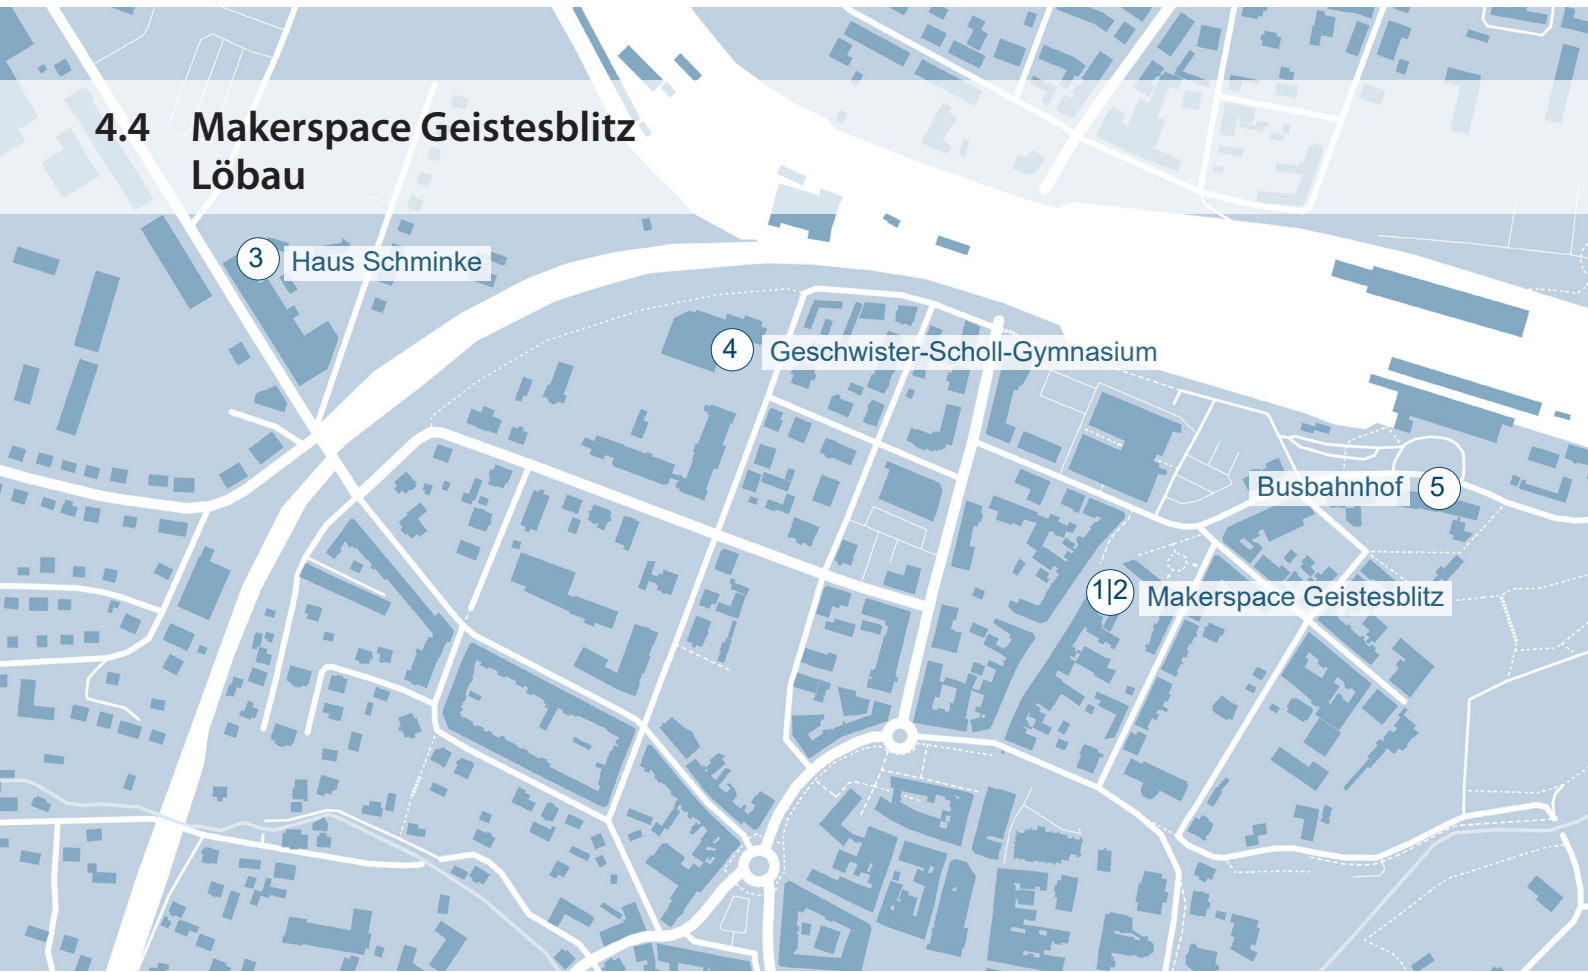 4.4 Makerspace Geistesblitz
Löbau
3 Haus Schminke
4 Geschwister-Scholl-Gymnasium
Busbahnhof 5
1|2 Makerspace Geistesblitz